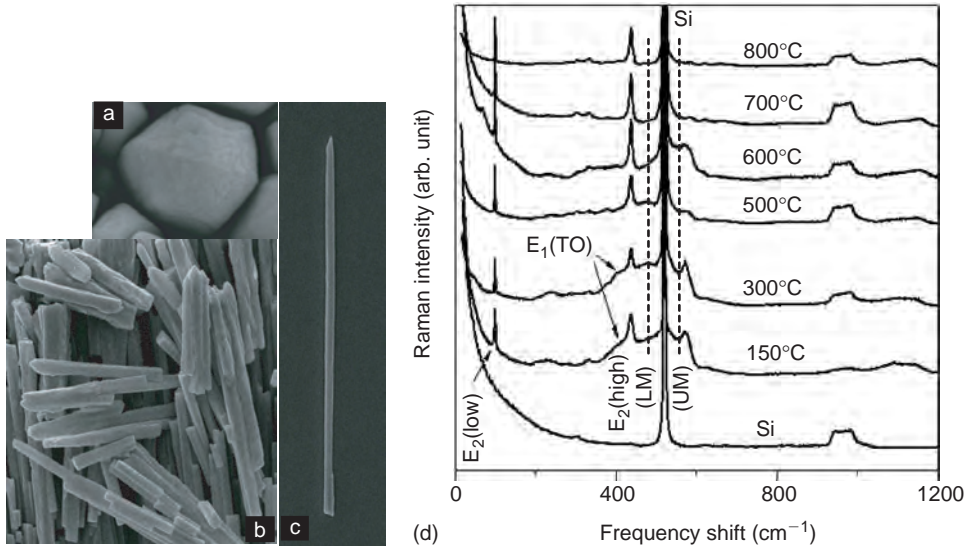 a
b
c
(d)
Raman intensity (arb. unit)
Si
800°C
700°C
600°C
500°C
E₁(TO)
300°C
150°C
E₂(low)
E₂(high)
(LM)
(UM)
Si
0
400
800
1200
Frequency shift (cm⁻¹)